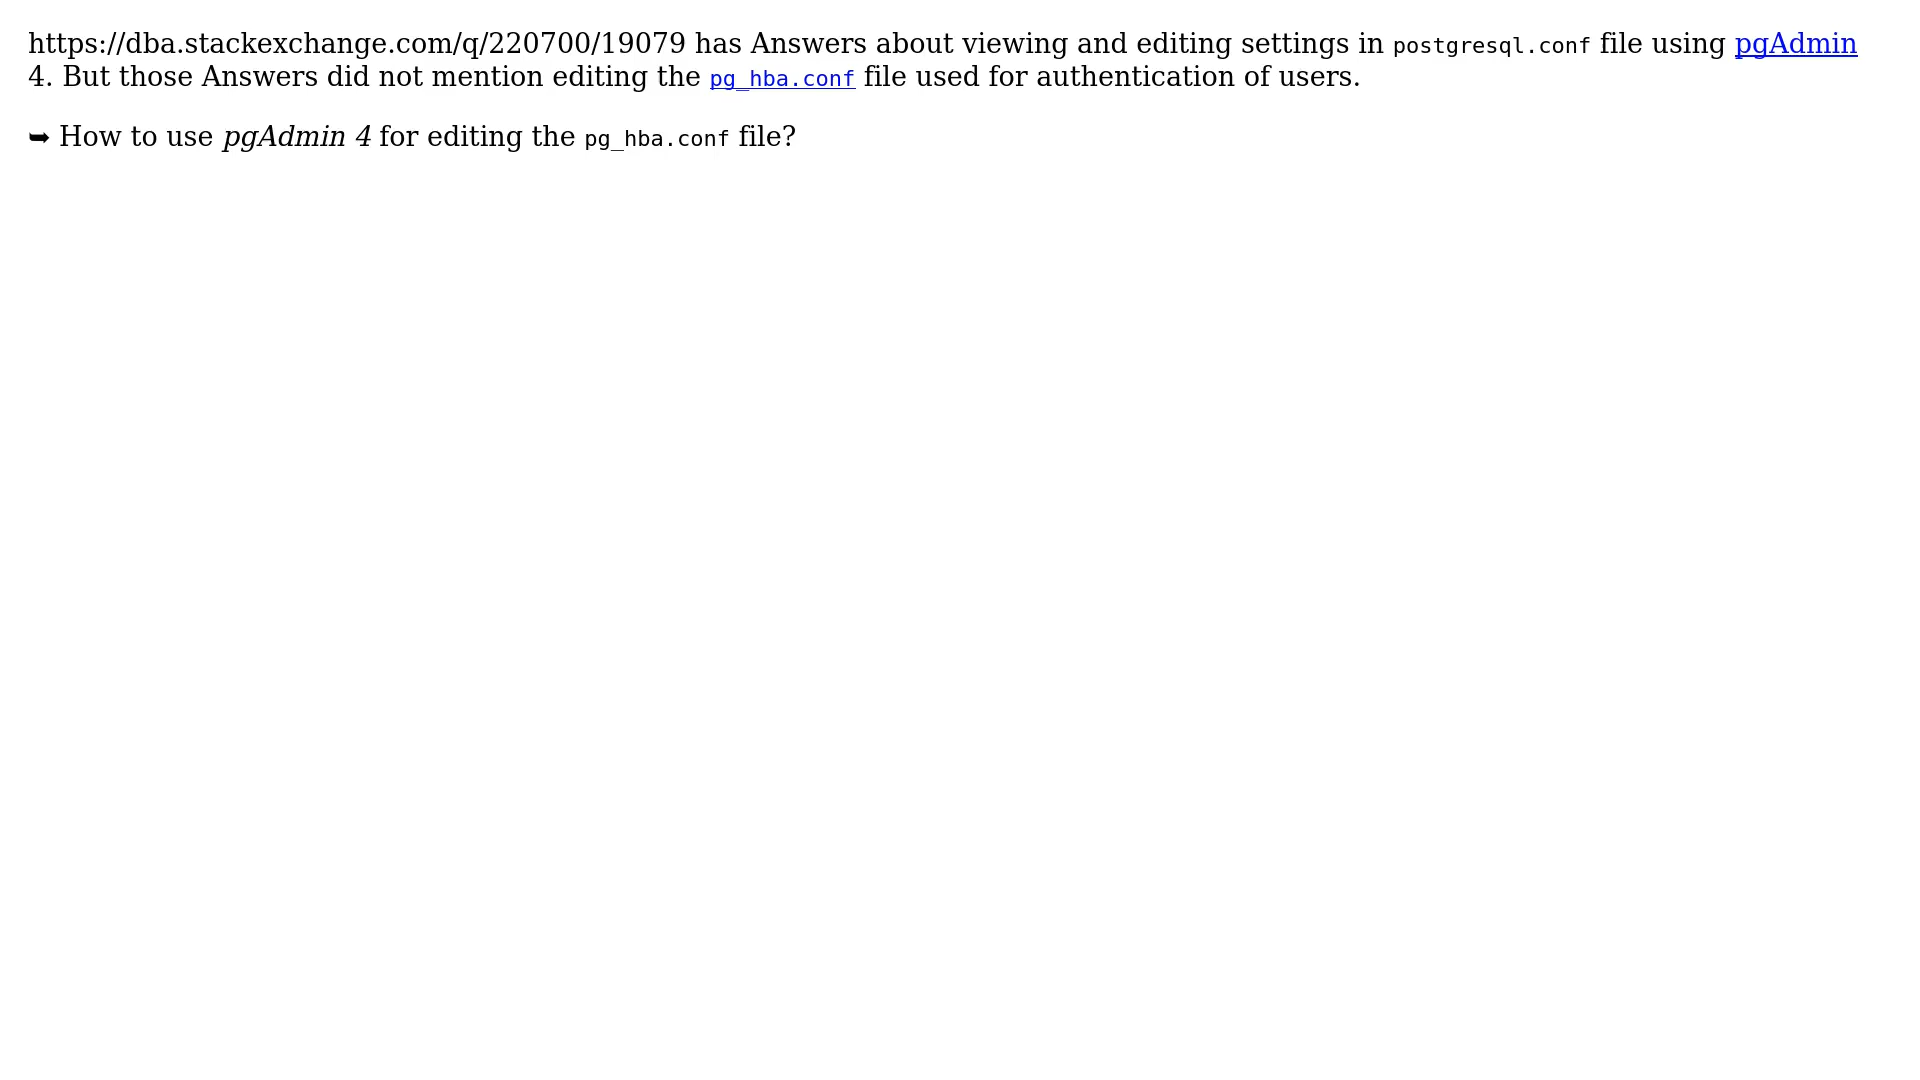 https://dba.stackexchange.com/q/220700/19079 has Answers about viewing and editing settings in postgresql.conf file using pgAdmin
4. But those Answers did not mention editing the pg_hba.conf file used for authentication of users.
➥ How to use pgAdmin 4 for editing the pg_hba.conf file?